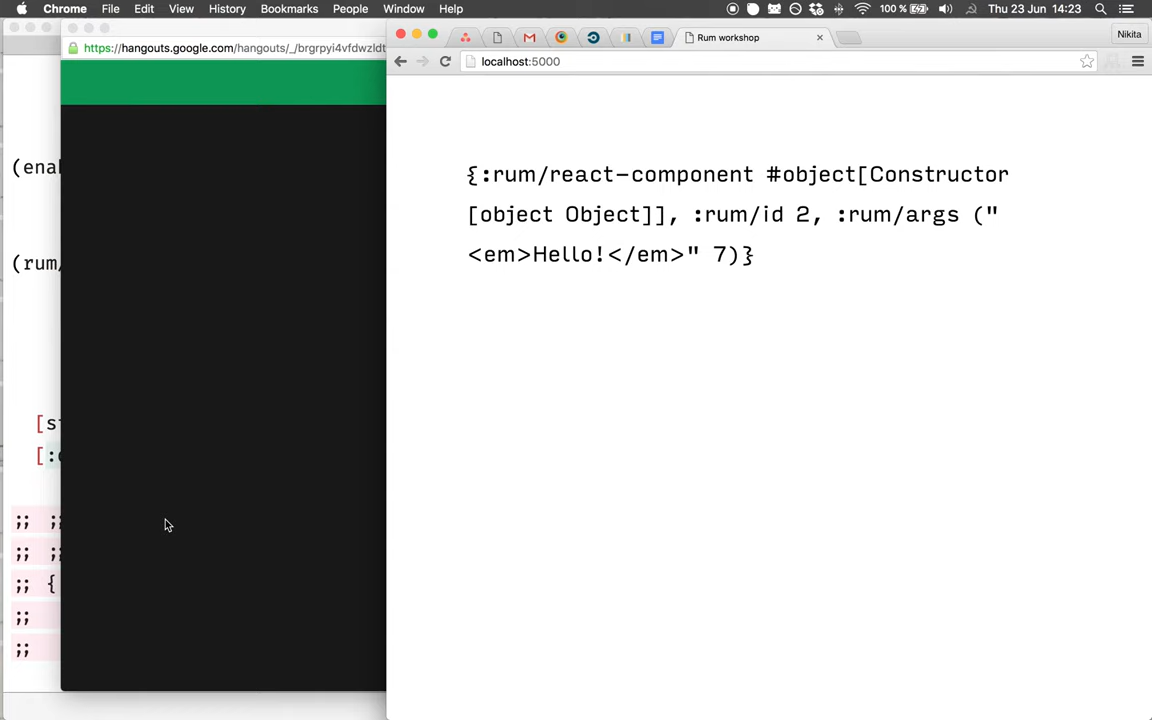 Chrome File Edit View History Bookmarks People Window Help 100 % Thu 23 Jun 14:23
https://hangouts.google.com/hangouts/_/brgrpyi4vfdwzldt
Rum workshop
Nikita
localhost:5000
{:rum/react-component #object[Constructor
[object Object]], :rum/id 2, :rum/args ("
<em>Hello!</em>" 7)}
(enal
(rum/
[st
[:
;; ;;
;; ;;
;; {
;;
;;